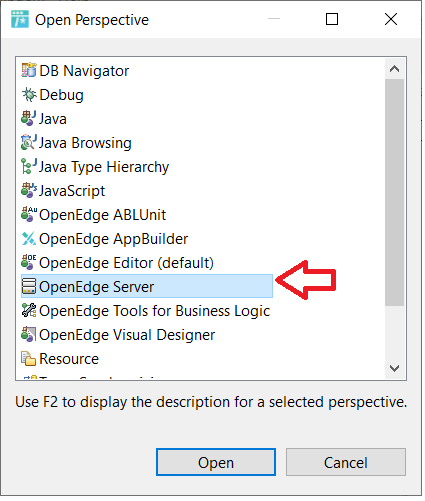 Open Perspective
DB Navigator
Debug
Java
Java Browsing
Java Type Hierarchy
JavaScript
OpenEdge ABLUnit
OpenEdge AppBuilder
OpenEdge Editor (default)
OpenEdge Server
OpenEdge Tools for Business Logic
OpenEdge Visual Designer
Resource
Use F2 to display the description for a selected perspective.
Open
Cancel